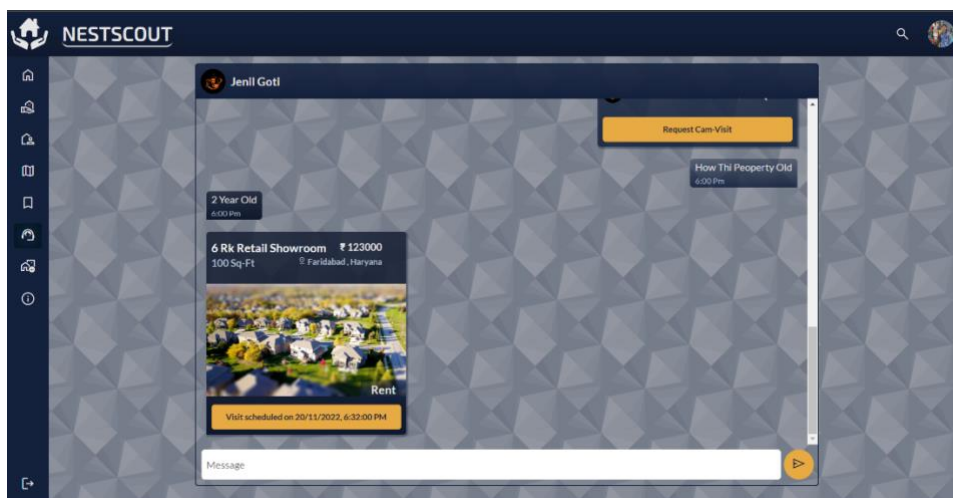 NESTSCOUT
Jenil Goti
Request Cam-Visit
How Thi Peoperty Old
6:00 Pm
2 Year Old
6:00 Pm
6 Rk Retail Showroom ₹ 123000
100 Sq-Ft Faridabad, Haryana
Rent
Visit scheduled on 20/11/2022, 6:32:00 PM
Message